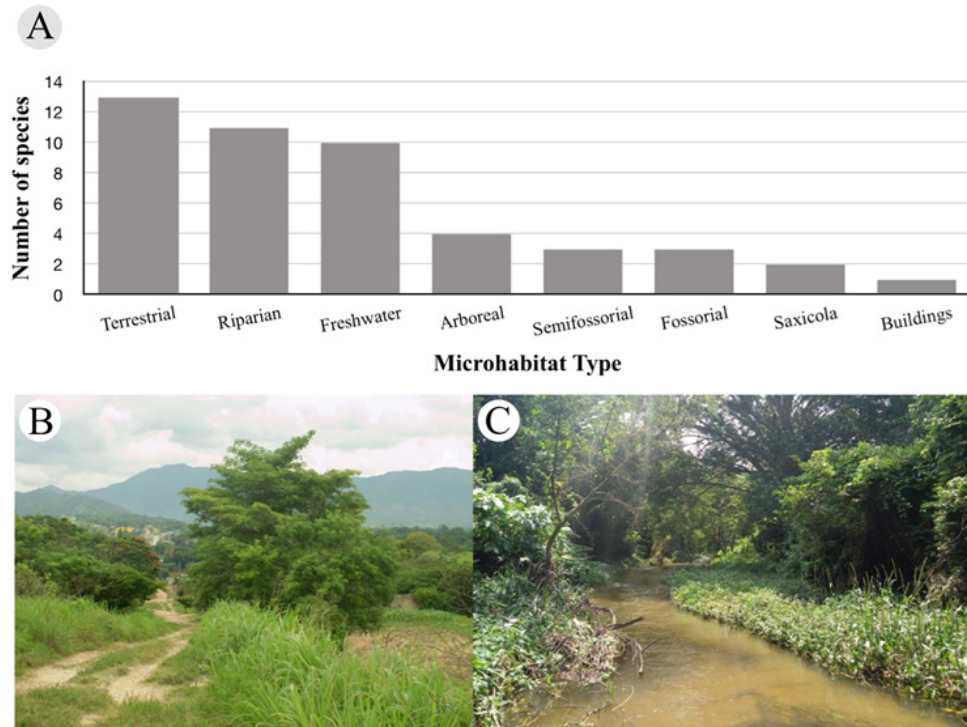 A
Number of species
14
12
10
8
6
4
2
0
Terrestrial
Riparian
Freshwater
Arboreal
Semifossorial
Fossorial
Saxicola
Buildings
Microhabitat Type
B
C